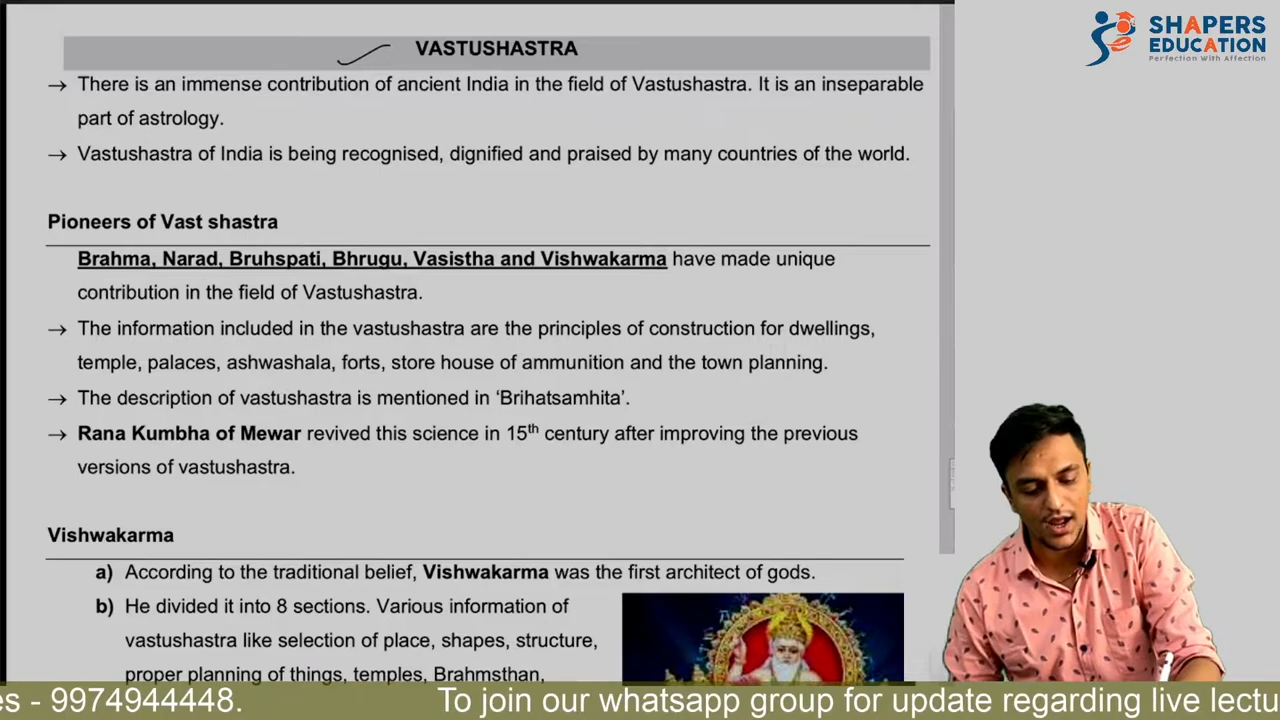 SHAPERS
EDUCATION
Perfection With Affection
VASTUSHASTRA
→ There is an immense contribution of ancient India in the field of Vastushastra. It is an inseparable
part of astrology.
→ Vastushastra of India is being recognised, dignified and praised by many countries of the world.
Pioneers of Vast shastra
Brahma, Narad, Bruhspati, Bhrugu, Vasistha and Vishwakarma have made unique
contribution in the field of Vastushastra.
→ The information included in the vastushastra are the principles of construction for dwellings,
temple, palaces, ashwashala, forts, store house of ammunition and the town planning.
→ The description of vastushastra is mentioned in ‘Brihatsamhita’.
→ Rana Kumbha of Mewar revived this science in 15th century after improving the previous
versions of vastushastra.
Vishwakarma
a) According to the traditional belief, Vishwakarma was the first architect of gods.
b) He divided it into 8 sections. Various information of
vastushastra like selection of place, shapes, structure,
proper planning of things, temples, Brahmsthan,
es - 9974944448. To join our whatsapp group for update regarding live lectu